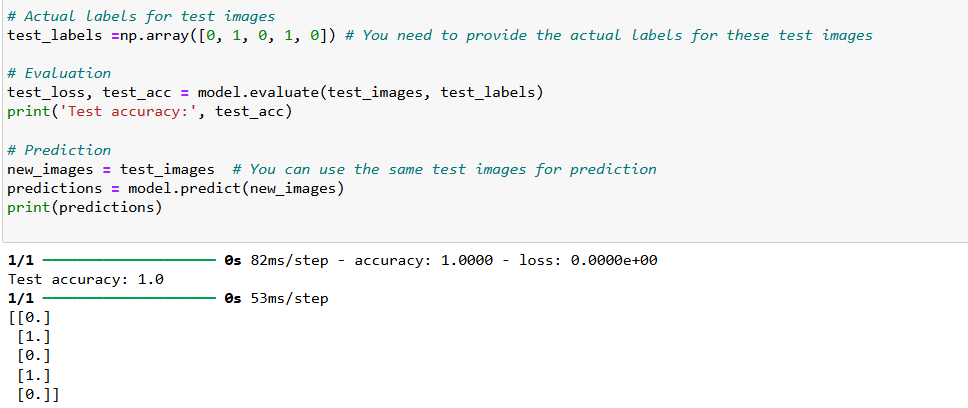 # Actual labels for test images
test_labels =np.array([0, 1, 0, 1, 0]) # You need to provide the actual labels for these test images
# Evaluation
test_loss, test_acc = model.evaluate(test_images, test_labels)
print('Test accuracy:', test_acc)
# Prediction
new_images = test_images  # You can use the same test images for prediction
predictions = model.predict(new_images)
print(predictions)
1/1 ━━━━━━━━━━━━━━━━━━━━ 0s 82ms/step - accuracy: 1.0000 - loss: 0.0000e+00
Test accuracy: 1.0
1/1 ━━━━━━━━━━━━━━━━━━━━ 0s 53ms/step
[[0.]
 [1.]
 [0.]
 [1.]
 [0.]]